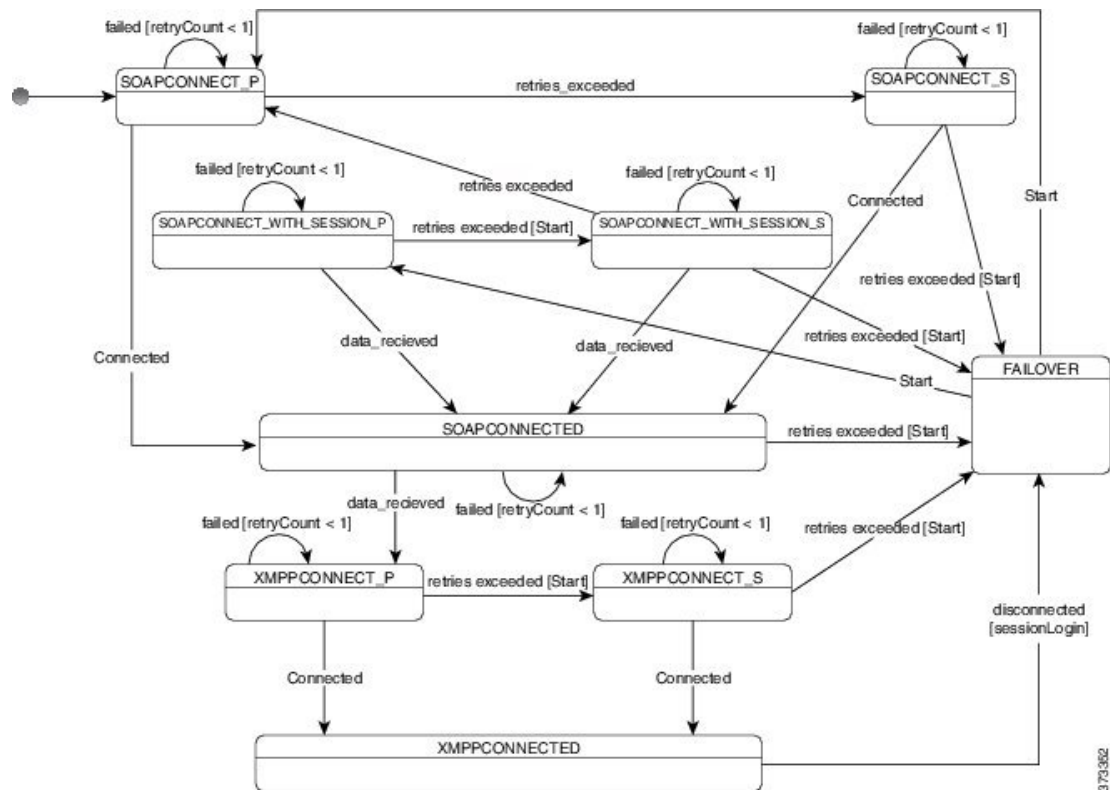 failed [retryCount < 1]
failed [retryCount < 1]
SOAPCONNECT_P
SOAPCONNECT_S
retries_exceeded
failed [retryCount < 1]
failed [retryCount < 1]
retries exceeded
Connected
Start
SOAPCONNECT_WITH_SESSION_P
retries exceeded [Start]
SOAPCONNECT_WITH_SESSION_S
retries exceeded [Start]
retries exceeded [Start]
data_recieved
data_recieved
Connected
Start
FAILOVER
SOAPCONNECTED
retries exceeded [Start]
data_recieved
failed [retryCount < 1]
failed [retryCount < 1]
failed [retryCount < 1]
retries exceeded [Start]
XMPPCONNECT_P
retries exceeded [Start]
XMPPCONNECT_S
disconnected
[sessionLogin]
Connected
Connected
XMPPCONNECTED
373362